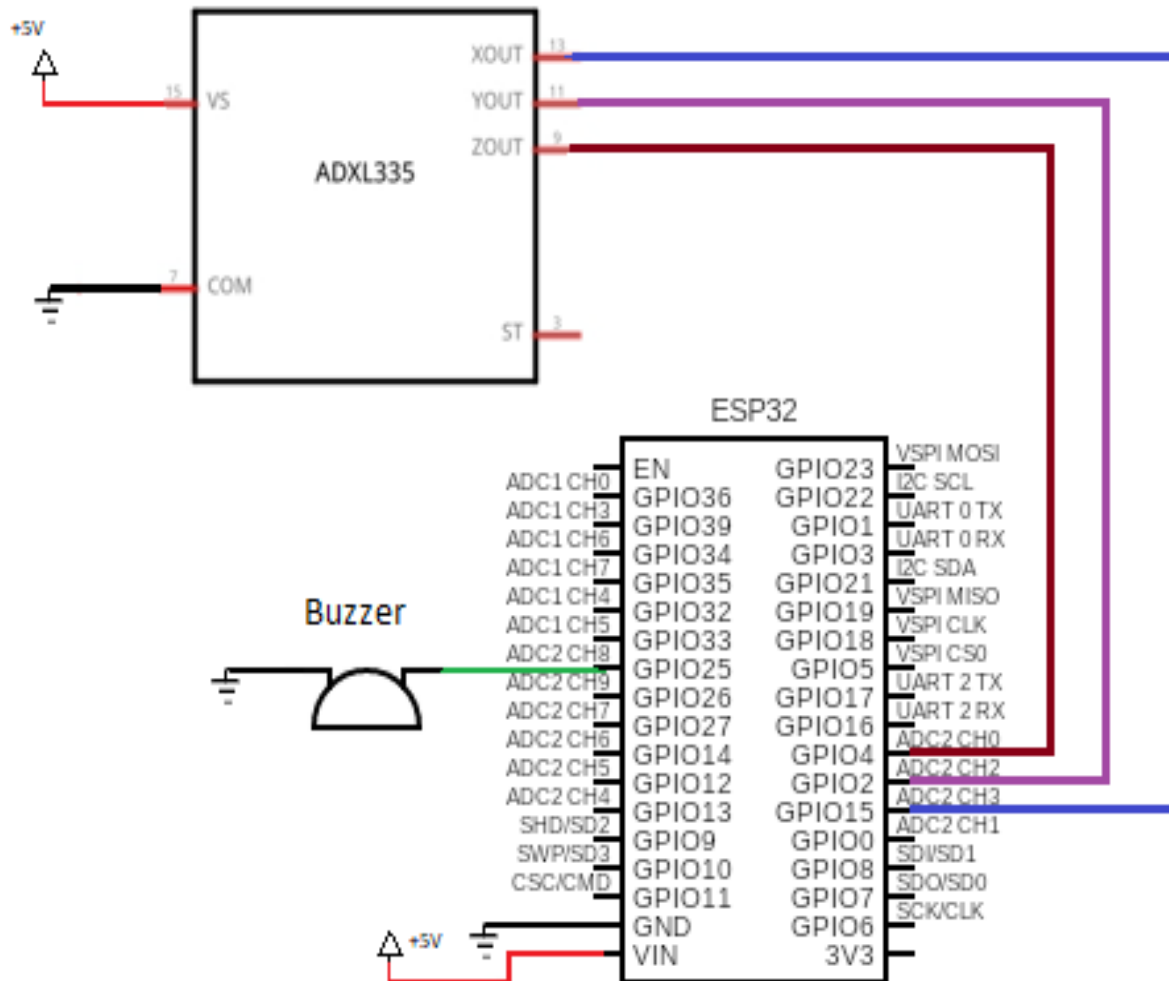 +5V
15
VS
XOUT
13
YOUT
11
ZOUT
9
ADXL335
7
COM
ST
3
ESP32
EN
ADC1 CH0
GPIO36
ADC1 CH3
GPIO39
ADC1 CH6
GPIO34
ADC1 CH7
GPIO35
ADC1 CH4
GPIO32
ADC1 CH5
GPIO33
ADC2 CH8
GPIO25
ADC2 CH9
GPIO26
ADC2 CH7
GPIO27
ADC2 CH6
GPIO14
ADC2 CH5
GPIO12
ADC2 CH4
GPIO13
SHD/SD2
GPIO9
SWP/SD3
GPIO10
CSC/CMD
GPIO11
GND
VIN
VSPI MOSI
GPIO23
I2C SCL
GPIO22
UART 0 TX
GPIO1
UART 0 RX
GPIO3
I2C SDA
GPIO21
VSPI MISO
GPIO19
VSPI CLK
GPIO18
VSPI CS0
GPIO5
UART 2 TX
GPIO17
UART 2 RX
GPIO16
ADC2 CH0
GPIO4
ADC2 CH2
GPIO2
ADC2 CH3
GPIO15
ADC2 CH1
GPIO0
SDI/SD1
GPIO8
SDO/SD0
GPIO7
SCK/CLK
GPIO6
3V3
Buzzer
+5V